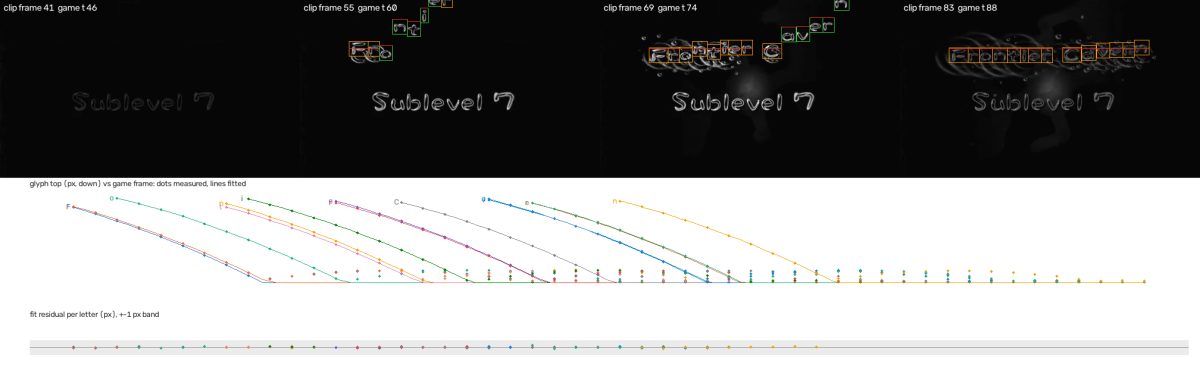 clip frame 41 game t 46
clip frame 55 game t 60
clip frame 69 game t 74
clip frame 83 game t 88
Frontier C aver
Frontier Cavern
Sublevel 7
Sublevel 7
Sublevel 7
Sublevel 7
glyph top (px, down) vs game frame: dots measured, lines fitted
F o i C n
fit residual per letter (px), +-1 px band